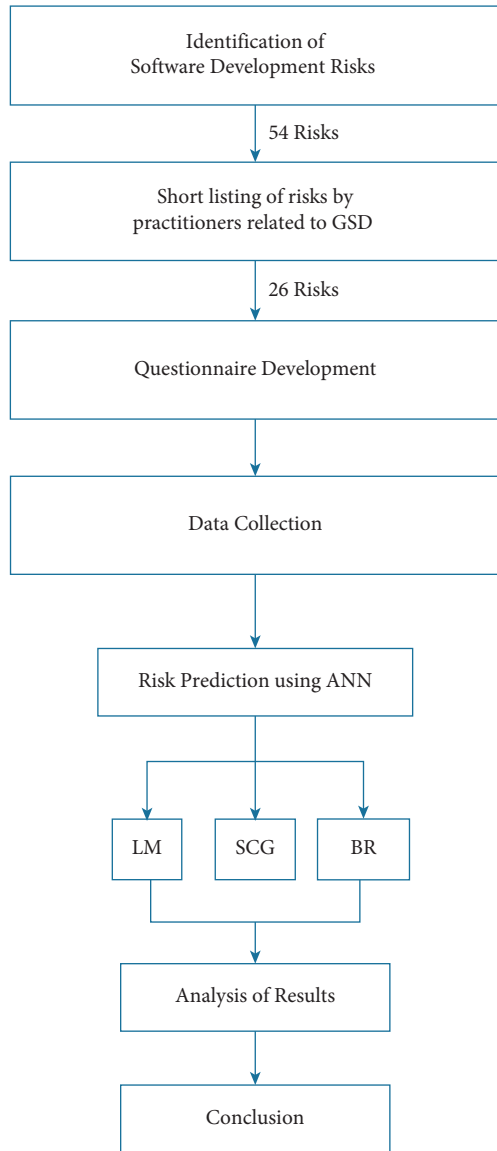 Identification of
Software Development Risks
54 Risks
Short listing of risks by
practitioners related to GSD
26 Risks
Questionnaire Development
Data Collection
Risk Prediction using ANN
LM
SCG
BR
Analysis of Results
Conclusion